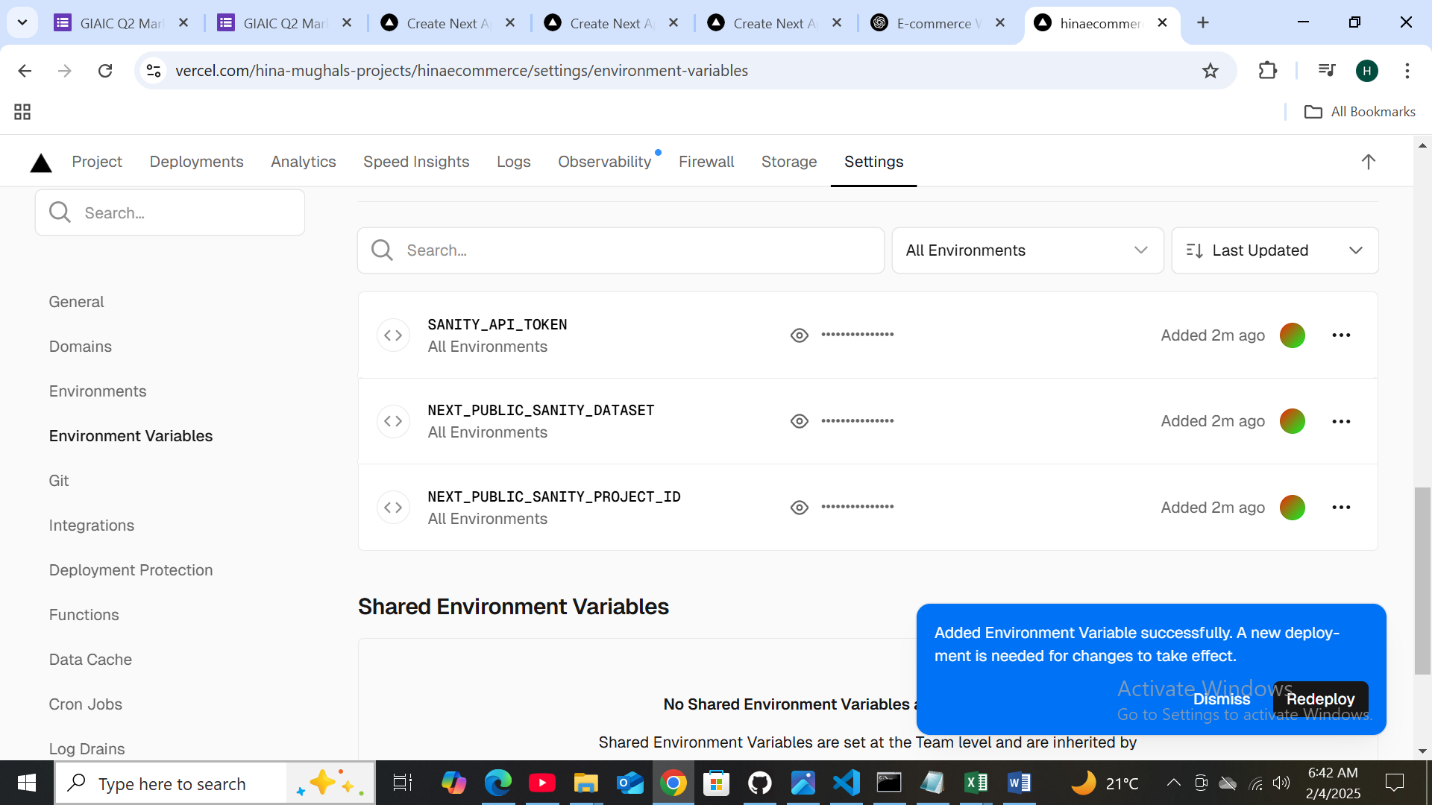 GIAIC Q2 Mar
GIAIC Q2 Mar
Create Next A
Create Next A
Create Next A
E-commerce
hinaecommer
vercel.com/hina-mughals-projects/hinaecommerce/settings/environment-variables
H
All Bookmarks
Project
Deployments
Analytics
Speed Insights
Logs
Observability
Firewall
Storage
Settings
Search...
General
Domains
Environments
Environment Variables
Git
Integrations
Deployment Protection
Functions
Data Cache
Cron Jobs
Log Drains
Search...
All Environments
Last Updated
SANITY_API_TOKEN
All Environments
Added 2m ago
NEXT_PUBLIC_SANITY_DATASET
All Environments
Added 2m ago
NEXT_PUBLIC_SANITY_PROJECT_ID
All Environments
Added 2m ago
Shared Environment Variables
No Shared Environment Variables
Shared Environment Variables are set at the Team level and are inherited by
Added Environment Variable successfully. A new deploy-
ment is needed for changes to take effect.
Dismiss
Redeploy
Activate Windows
Go to Settings to activate Windows.
Type here to search
21°C
6:42 AM
2/4/2025